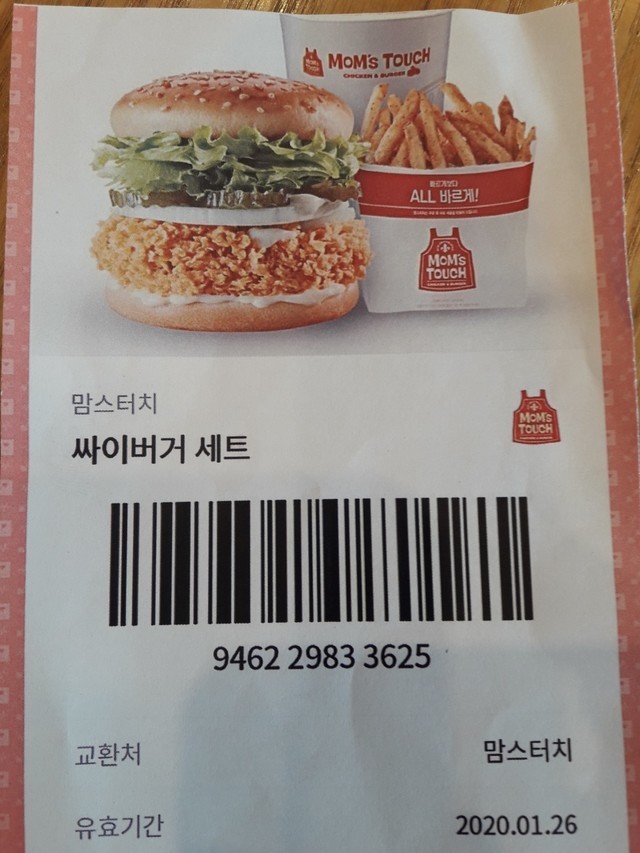 MOM'S TOUCH
CHICKEN & BURGER
ALL 바르게!
MOM'S
TOUCH
맘스터치
싸이버거 세트
MOM'S
TOUCH
9462 2983 3625
교환처 맘스터치
유효기간 2020.01.26